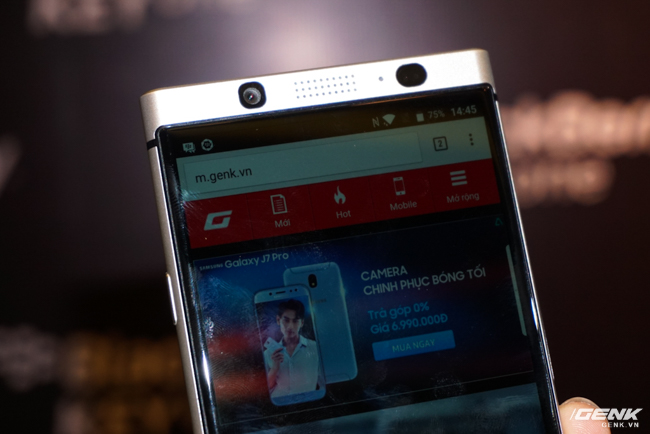 N 75% 14:45
m.genk.vn 2
G
Mới Hot Mobile Mở rộng
SAMSUNG Galaxy J7 Pro
CAMERA
CHINH PHỤC BÓNG TỐI
Trả góp 0%
Giá 6.990.000Đ
MUA NGAY
GENK
GENK.VN